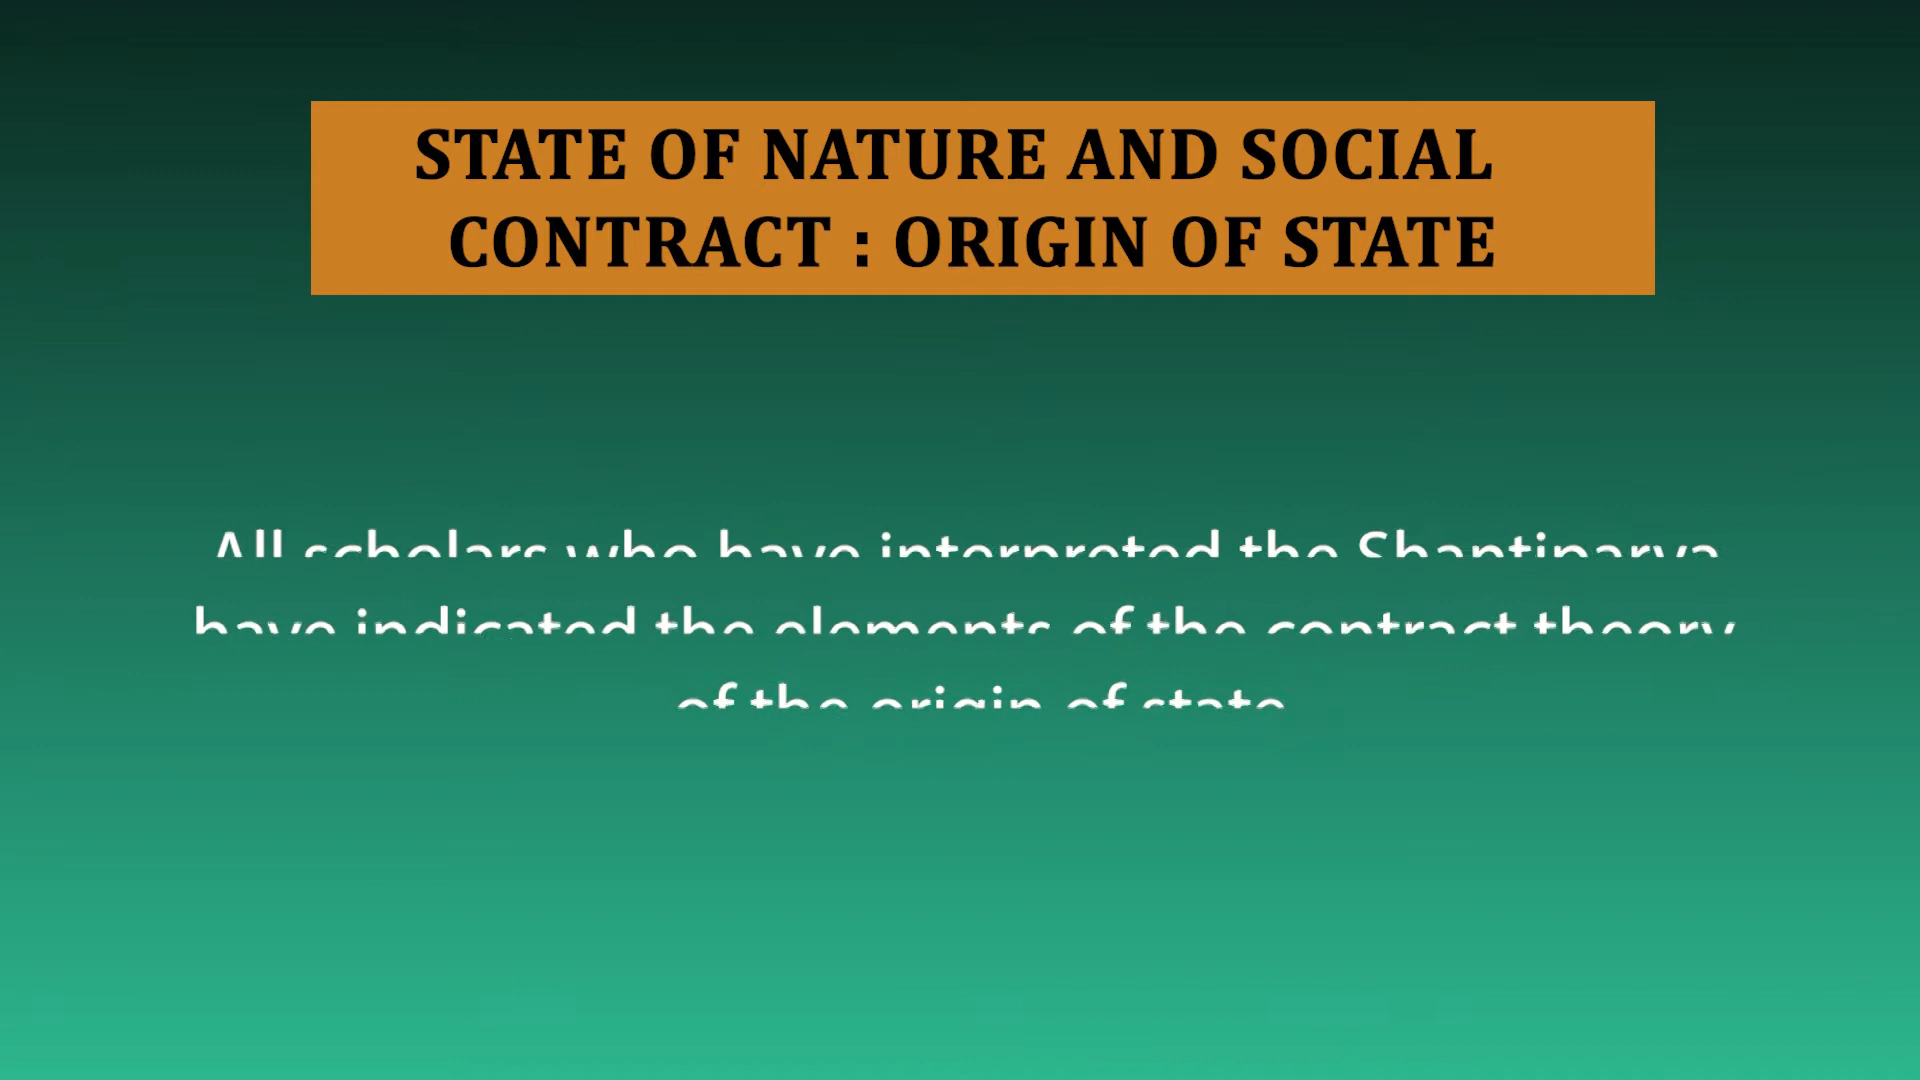 STATE OF NATURE AND SOCIAL
CONTRACT : ORIGIN OF STATE
All scholars who have interpreted the Shantiparva
have indicated the elements of the contract theory
of the origin of state